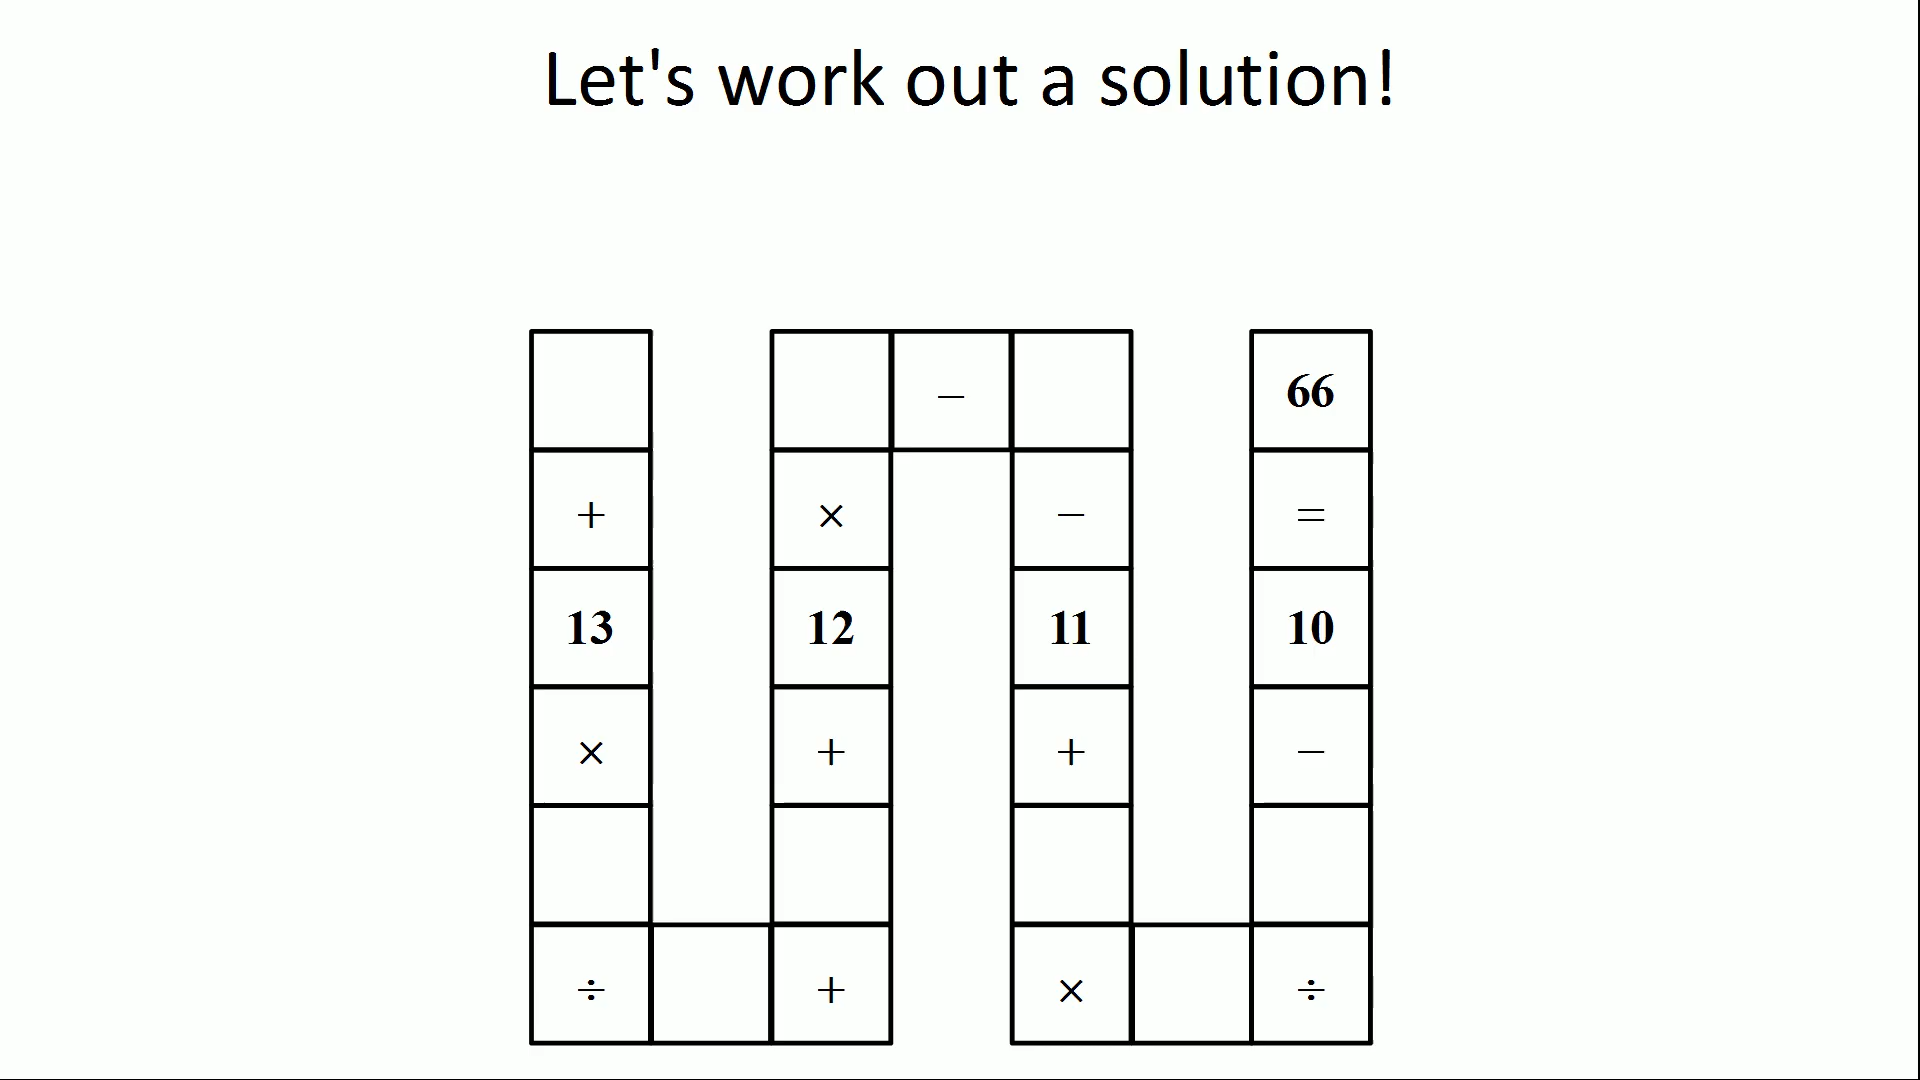 Let's work out a solution!
– 66
+ × – =
13 12 11 10
× + + –
÷ + × ÷